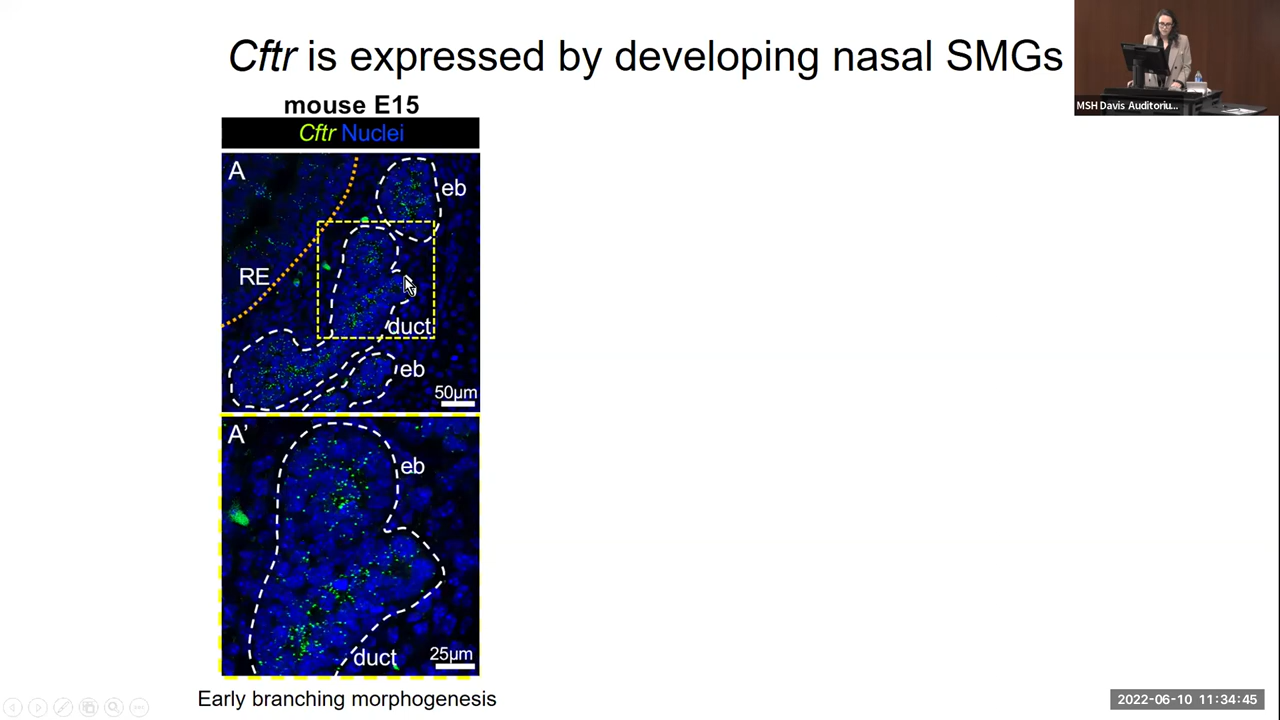 Cftr is expressed by developing nasal SMGs
mouse E15
Cftr Nuclei
A
eb
RE
duct
eb
50µm
A'
eb
duct
25µm
Early branching morphogenesis
MSH Davis Auditoriu...
2022-06-10 11:34:45